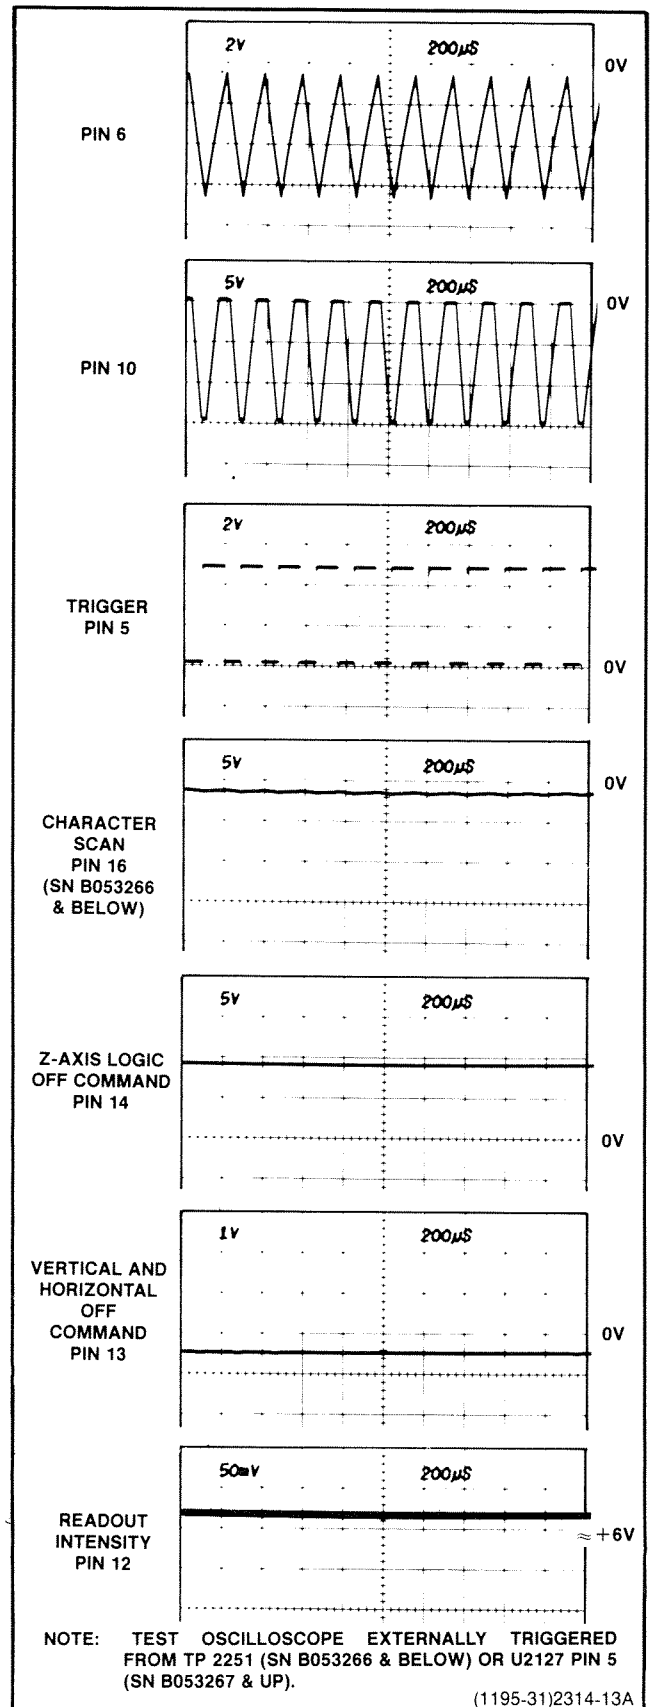 2V 200µS 0V
PIN 6
5V 200µS 0V
PIN 10
2V 200µS
TRIGGER
PIN 5
0V
5V 200µS 0V
CHARACTER
SCAN
PIN 16
(SN B053266
& BELOW)
5V 200µS
Z-AXIS LOGIC
OFF COMMAND
PIN 14
0V
1V 200µS
VERTICAL AND
HORIZONTAL
OFF
COMMAND
PIN 13
0V
50mV 200µS
READOUT
INTENSITY
PIN 12
≈ +6V
NOTE: TEST OSCILLOSCOPE EXTERNALLY TRIGGERED
FROM TP 2251 (SN B053266 & BELOW) OR U2127 PIN 5
(SN B053267 & UP).
(1195-31)2314-13A